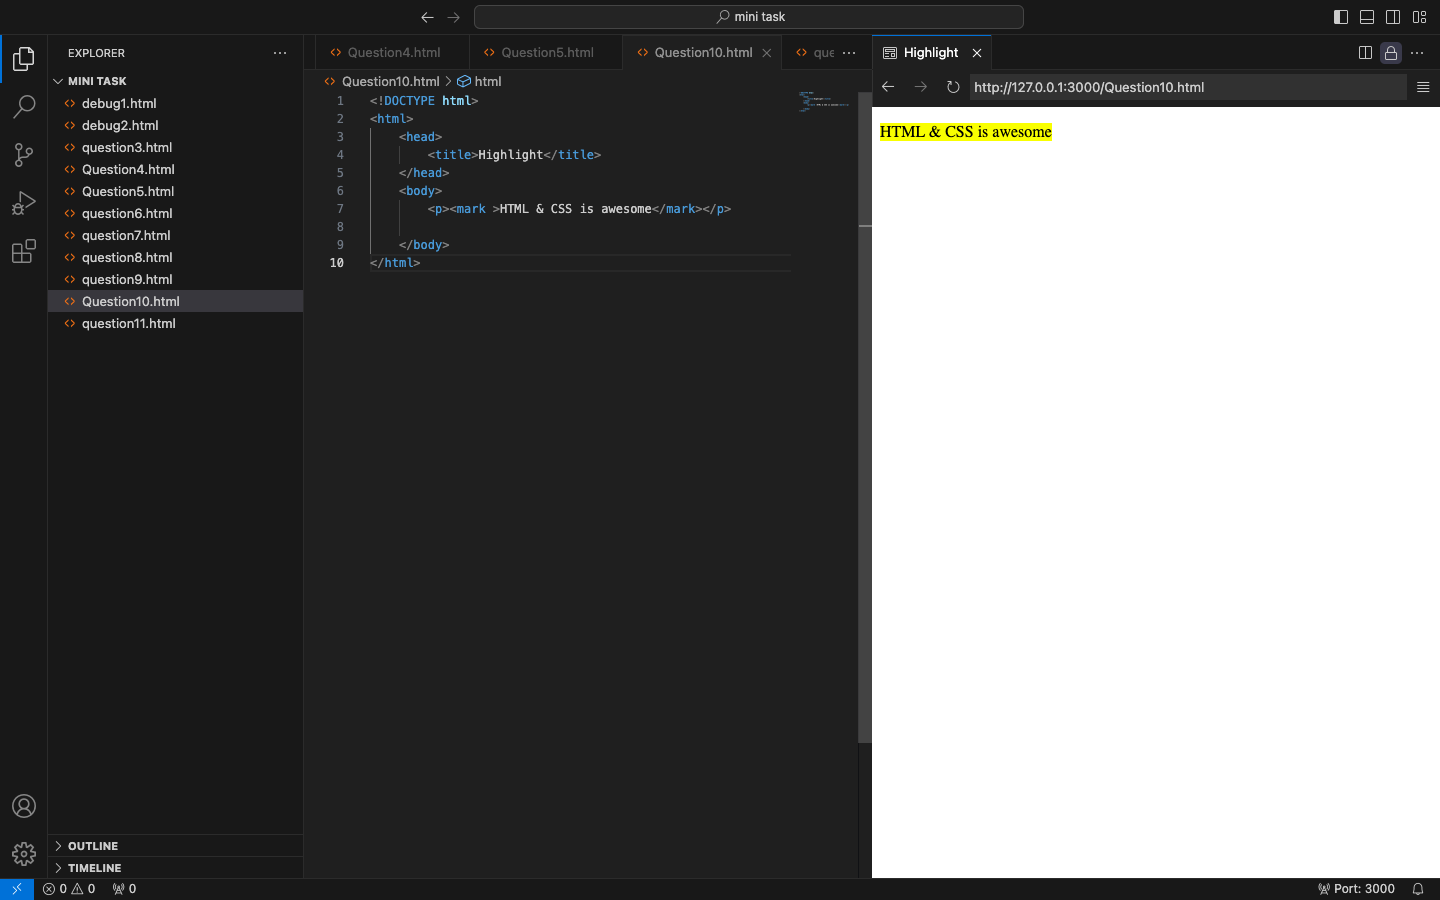 mini task
EXPLORER
MINI TASK
debug1.html
debug2.html
question3.html
Question4.html
Question5.html
question6.html
question7.html
question8.html
question9.html
Question10.html
question11.html
OUTLINE
TIMELINE
Question4.html
Question5.html
Question10.html
que
Question10.html > html
1 <!DOCTYPE html>
2 <html>
3 <head>
4 <title>Highlight</title>
5 </head>
6 <body>
7 <p><mark >HTML & CSS is awesome</mark></p>
8
9 </body>
10 </html>
Highlight
http://127.0.0.1:3000/Question10.html
HTML & CSS is awesome
0 0 0
Port: 3000